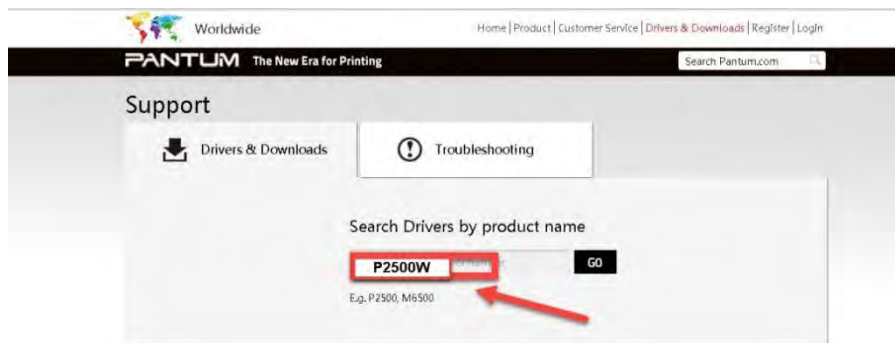 Worldwide
Home | Product | Customer Service | Drivers & Downloads | Register | Login
PANTUM The New Era for Printing
Search Pantum.com
Support
Drivers & Downloads
Troubleshooting
Search Drivers by product name
P2500W
GO
E.g. P2500, M6500